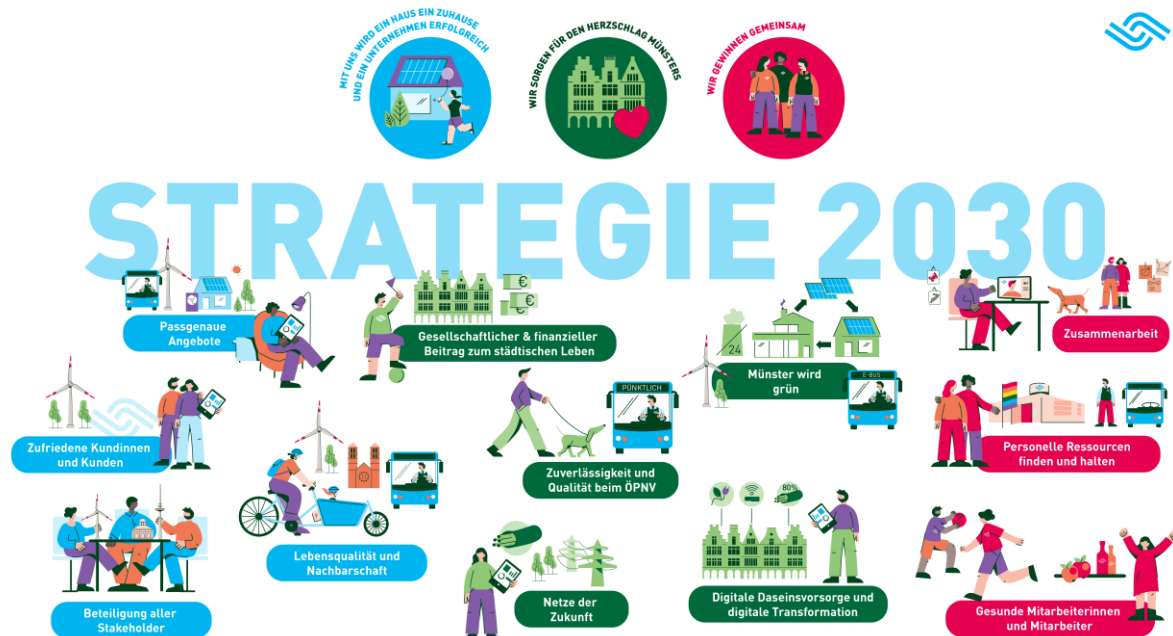 MIT UNS WIRD EIN HAUS EIN ZUHAUSE
UND EIN UNTERNEHMEN ERFOLGREICH
WIR SORGEN FÜR DEN HERZSCHLAG MÜNSTERS
WIR GEWINNEN GEMEINSAM
STRATEGIE 2030
Passgenaue
Angebote
€
€
Gesellschaftlicher & finanzieller
Beitrag zum städtischen Leben
24
Münster wird
grün
E-BUS
Zusammenarbeit
Zufriedene Kundinnen
und Kunden
PÜNKTLICH
Zuverlässigkeit und
Qualität beim ÖPNV
Personelle Ressourcen
finden und halten
Lebensqualität und
Nachbarschaft
Beteiligung aller
Stakeholder
Netze der
Zukunft
80%
Digitale Daseinsvorsorge und
digitale Transformation
Gesunde Mitarbeiterinnen
und Mitarbeiter